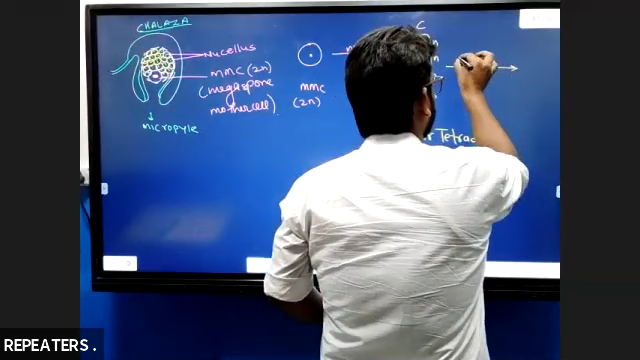 CHALAZA
Nucellus
MMC (2n)
(megaspore
mother cell)
micropyle
MMC
(2n)
C
n
n
Tetrad
REPEATERS .